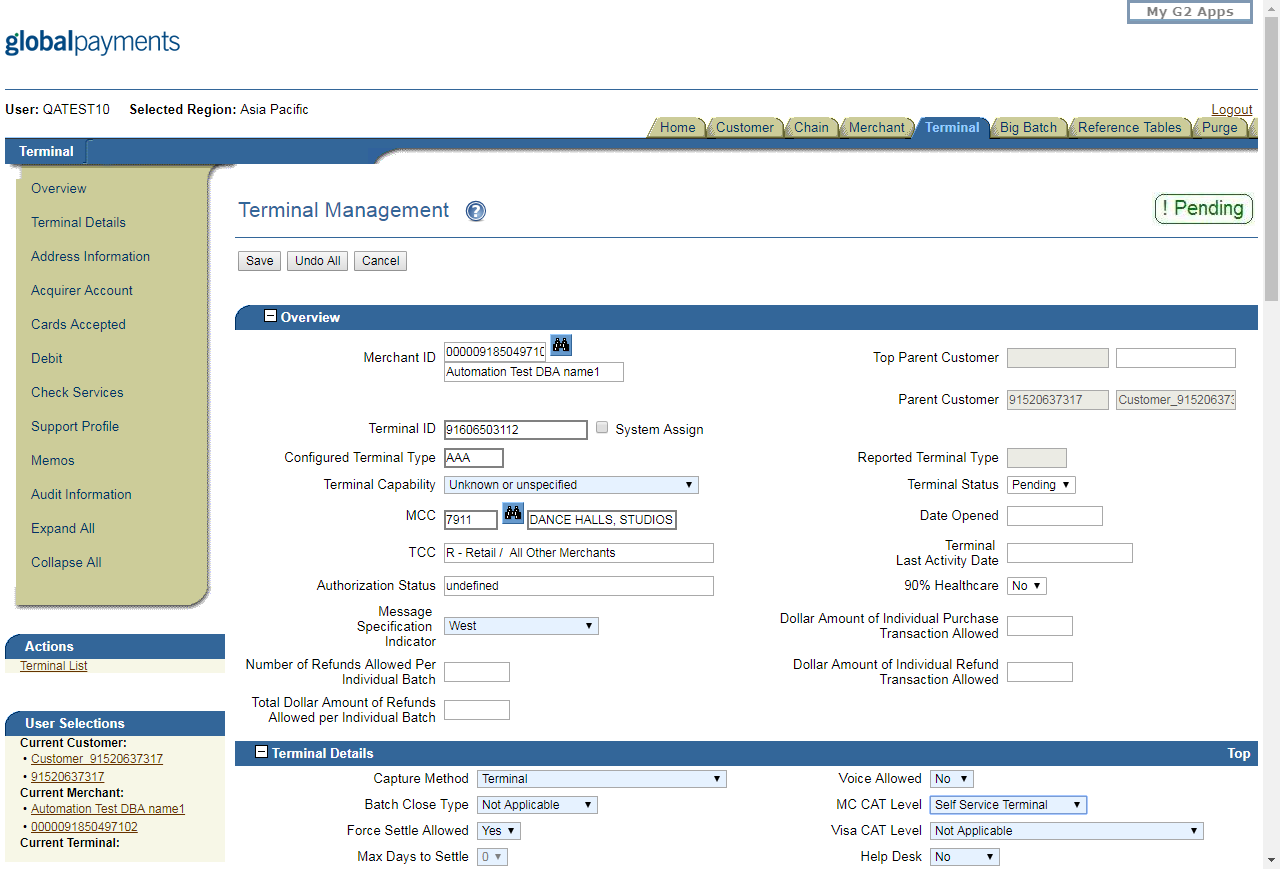 My G2 Apps
globalpayments
User: QATEST10 Selected Region: Asia Pacific
Logout
Home Customer Chain Merchant Terminal Big Batch Reference Tables Purge
Terminal
Overview
Terminal Details
Address Information
Acquirer Account
Cards Accepted
Debit
Check Services
Support Profile
Memos
Audit Information
Expand All
Collapse All
Actions
Terminal List
User Selections
Current Customer:
• Customer_91520637317
• 91520637317
Current Merchant:
• Automation Test DBA name1
• 0000091850497102
Current Terminal:
Terminal Management ?
! Pending
Save Undo All Cancel
Overview
Merchant ID 000009185049710
Automation Test DBA name1
Top Parent Customer
Parent Customer 91520637317 Customer_915206373
Terminal ID 91606503112 System Assign
Configured Terminal Type AAA
Reported Terminal Type
Terminal Capability Unknown or unspecified
Terminal Status Pending
MCC 7911 DANCE HALLS, STUDIOS
Date Opened
TCC R - Retail / All Other Merchants
Terminal
Last Activity Date
Authorization Status undefined
90% Healthcare No
Message
Specification
Indicator
West
Dollar Amount of Individual Purchase
Transaction Allowed
Number of Refunds Allowed Per
Individual Batch
Dollar Amount of Individual Refund
Transaction Allowed
Total Dollar Amount of Refunds
Allowed per Individual Batch
Terminal Details Top
Capture Method Terminal
Voice Allowed No
Batch Close Type Not Applicable
MC CAT Level Self Service Terminal
Force Settle Allowed Yes
Visa CAT Level Not Applicable
Max Days to Settle 0
Help Desk No